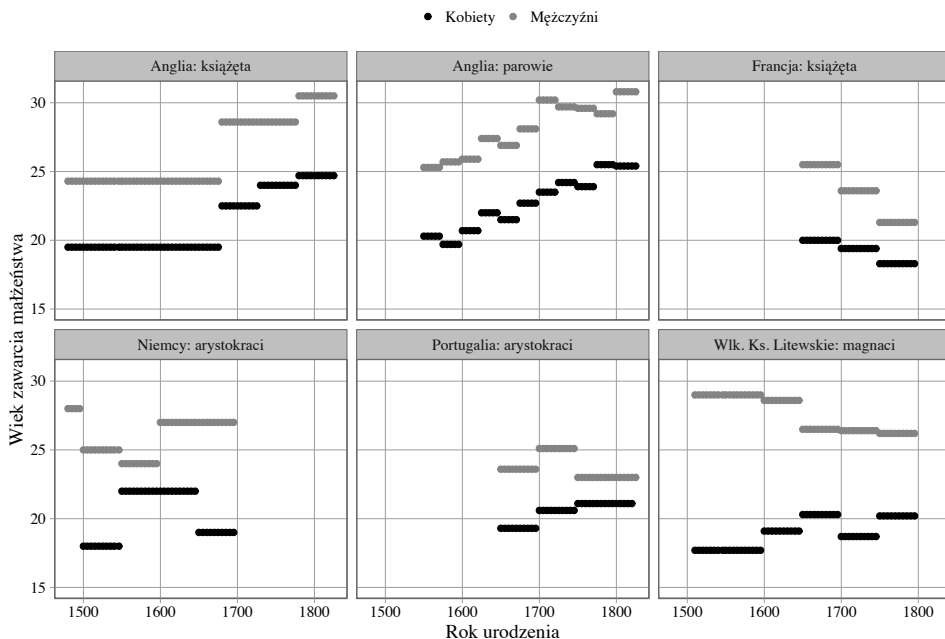 Kobiety Mężczyźni
Anglia: książęta
Anglia: parowie
Francja: książęta
30
25
20
15
Niemcy: arystokraci
Portugalia: arystokraci
Wlk. Ks. Litewskie: magnaci
30
25
20
15
1500 1600 1700 1800
1500 1600 1700 1800
1500 1600 1700 1800
Rok urodzenia
Wiek zawarcia małżeństwa